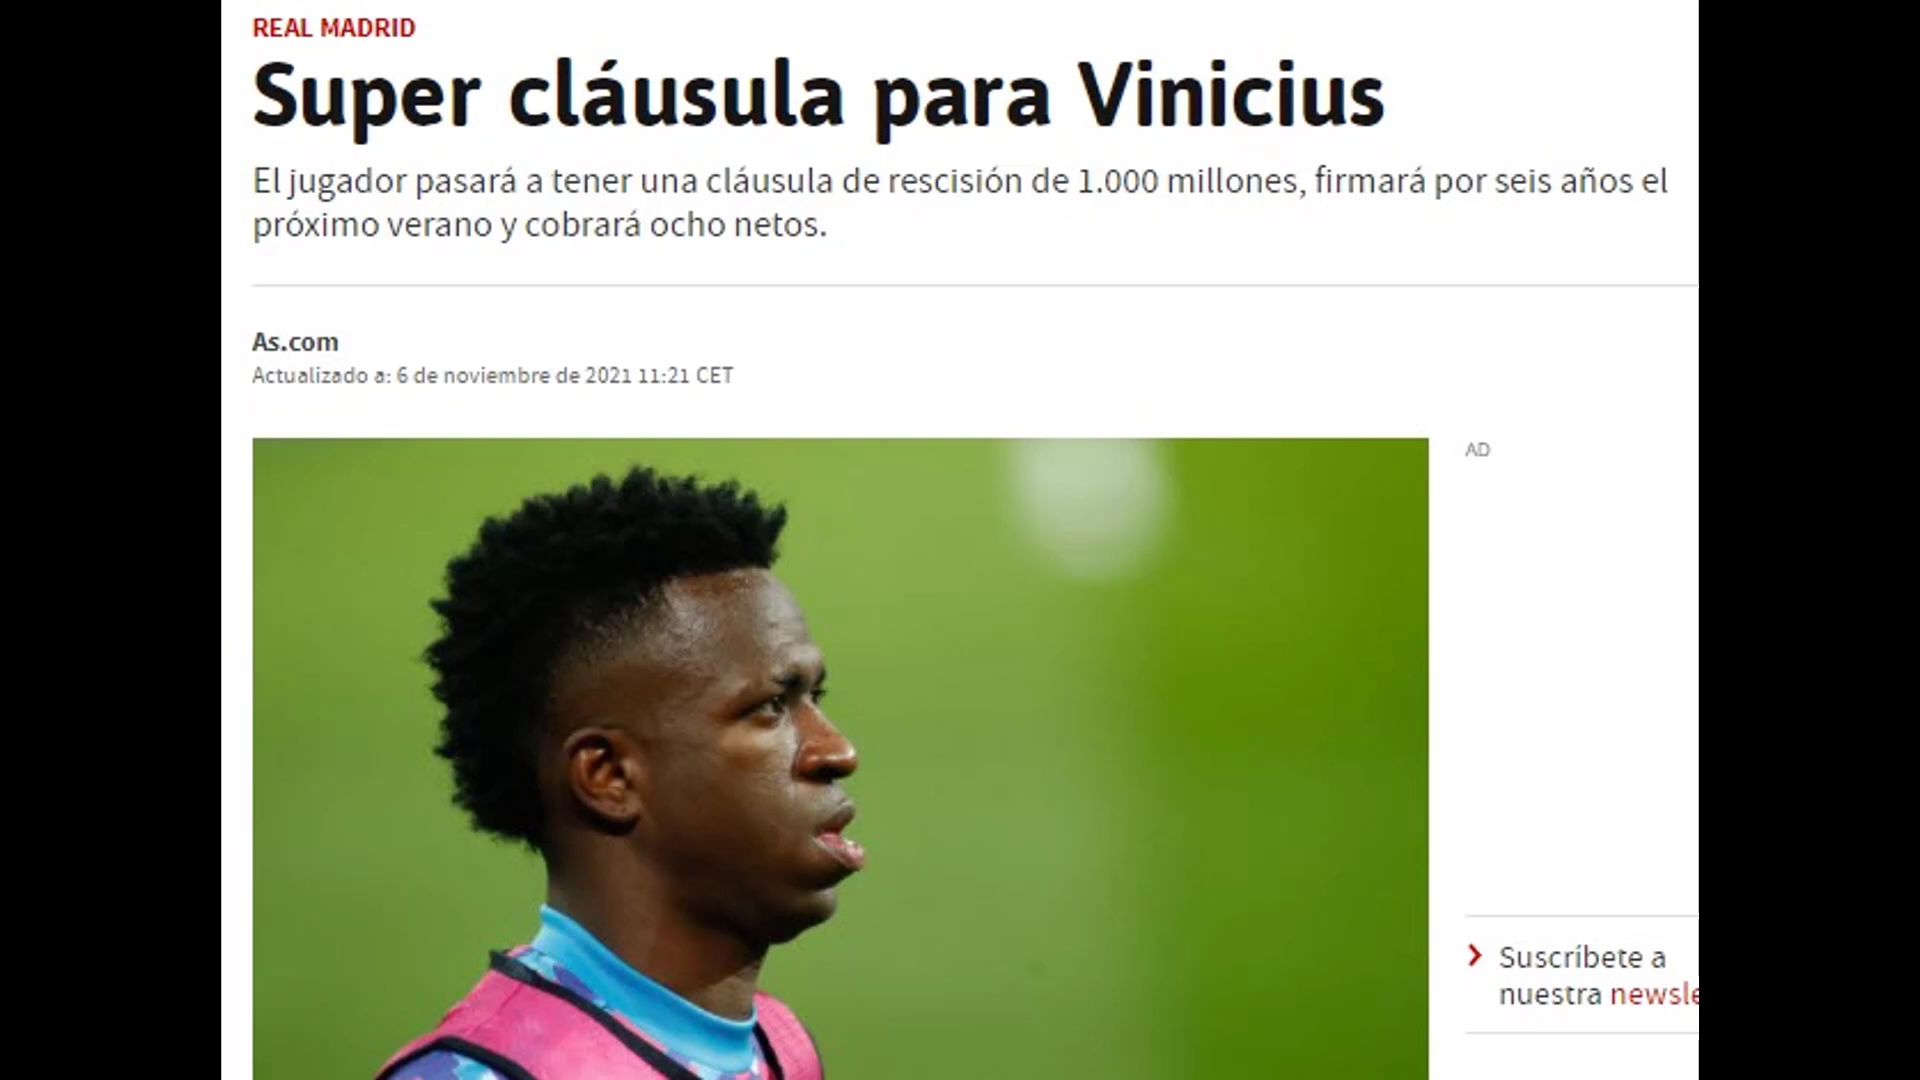 REAL MADRID
Super cláusula para Vinicius
El jugador pasará a tener una cláusula de rescisión de 1.000 millones, firmará por seis años el
próximo verano y cobrará ocho netos.
As.com
Actualizado a: 6 de noviembre de 2021 11:21 CET
AD
Suscríbete a
nuestra